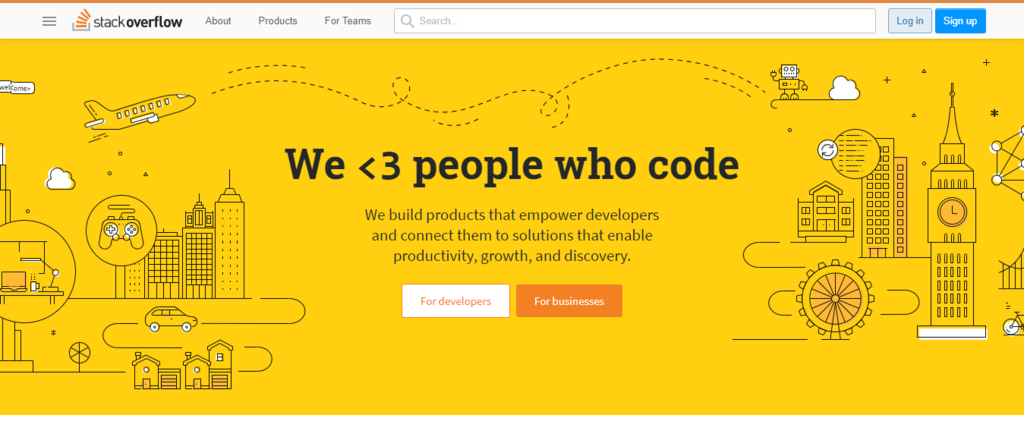 stackoverflow About Products For Teams Search... Log in Sign up
welcome>
We <3 people who code
We build products that empower developers
and connect them to solutions that enable
productivity, growth, and discovery.
For developers For businesses